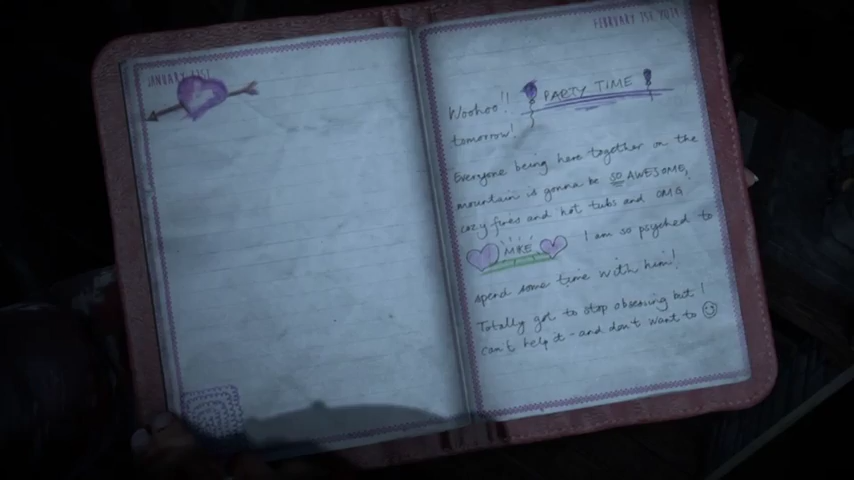 JANUARY 31ST
FEBRUARY 1ST
Woohoo!! PARTY TIME
tomorrow!
Everyone being here together on the
mountain is gonna be so AWESOME,
cozy fires and hot tubs and OMG
MIKE I am so psyched to
spend some time with him!
Totally got to stop obsessing but I
can't help it - and don't want to